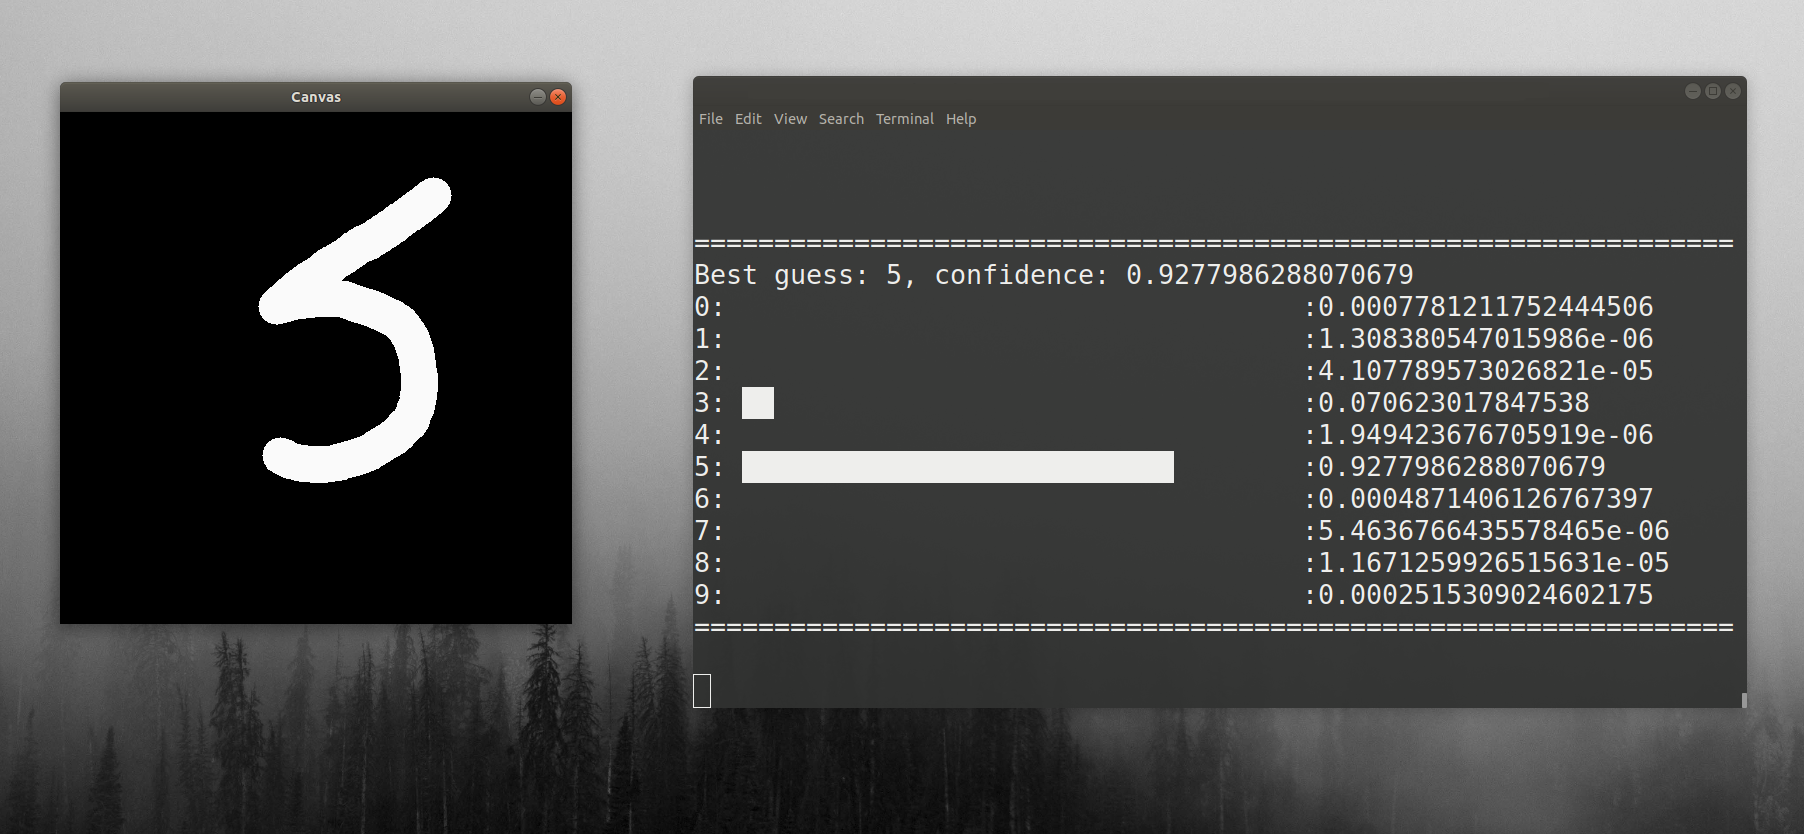 Canvas
5
File Edit View Search Terminal Help
=================================================================
Best guess: 5, confidence: 0.9277986288070679
0: :0.0007781211752444506
1: :1.308380547015986e-06
2: :4.107789573026821e-05
3: :0.070623017847538
4: :1.949423676705919e-06
5: :0.9277986288070679
6: :0.0004871406126767397
7: :5.4636766435578465e-06
8: :1.1671259926515631e-05
9: :0.0002515309024602175
=================================================================